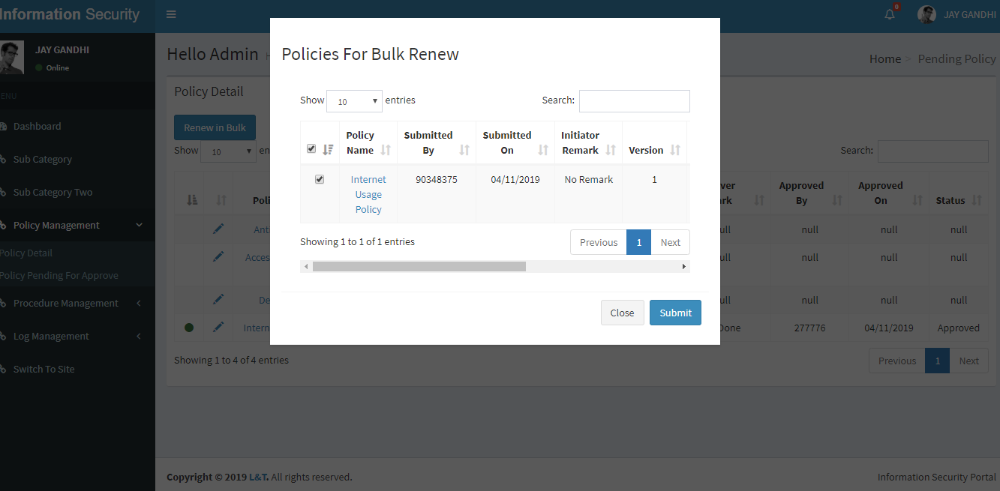 Information Security
0
JAY GANDHI
JAY GANDHI
Online
ENU
Dashboard
Sub Category
Sub Category Two
Policy Management
Policy Detail
Policy Pending For Approve
Procedure Management
Log Management
Switch To Site
Hello Admin
Home > Pending Policy
Policy Detail
Renew in Bulk
Show 10 en
Search:
Poli
ver
rk
Approved
By
Approved
On
Status
Anti
ull
null
null
null
Acces
ull
null
null
null
De
ull
null
null
null
Intern
Done
277776
04/11/2019
Approved
Showing 1 to 4 of 4 entries
Previous 1 Next
Policies For Bulk Renew
Show 10 entries
Search:
Policy
Name
Submitted
By
Submitted
On
Initiator
Remark
Version
Internet
Usage
Policy
90348375
04/11/2019
No Remark
1
Showing 1 to 1 of 1 entries
Previous 1 Next
Close
Submit
Copyright © 2019 L&T. All rights reserved.
Information Security Portal